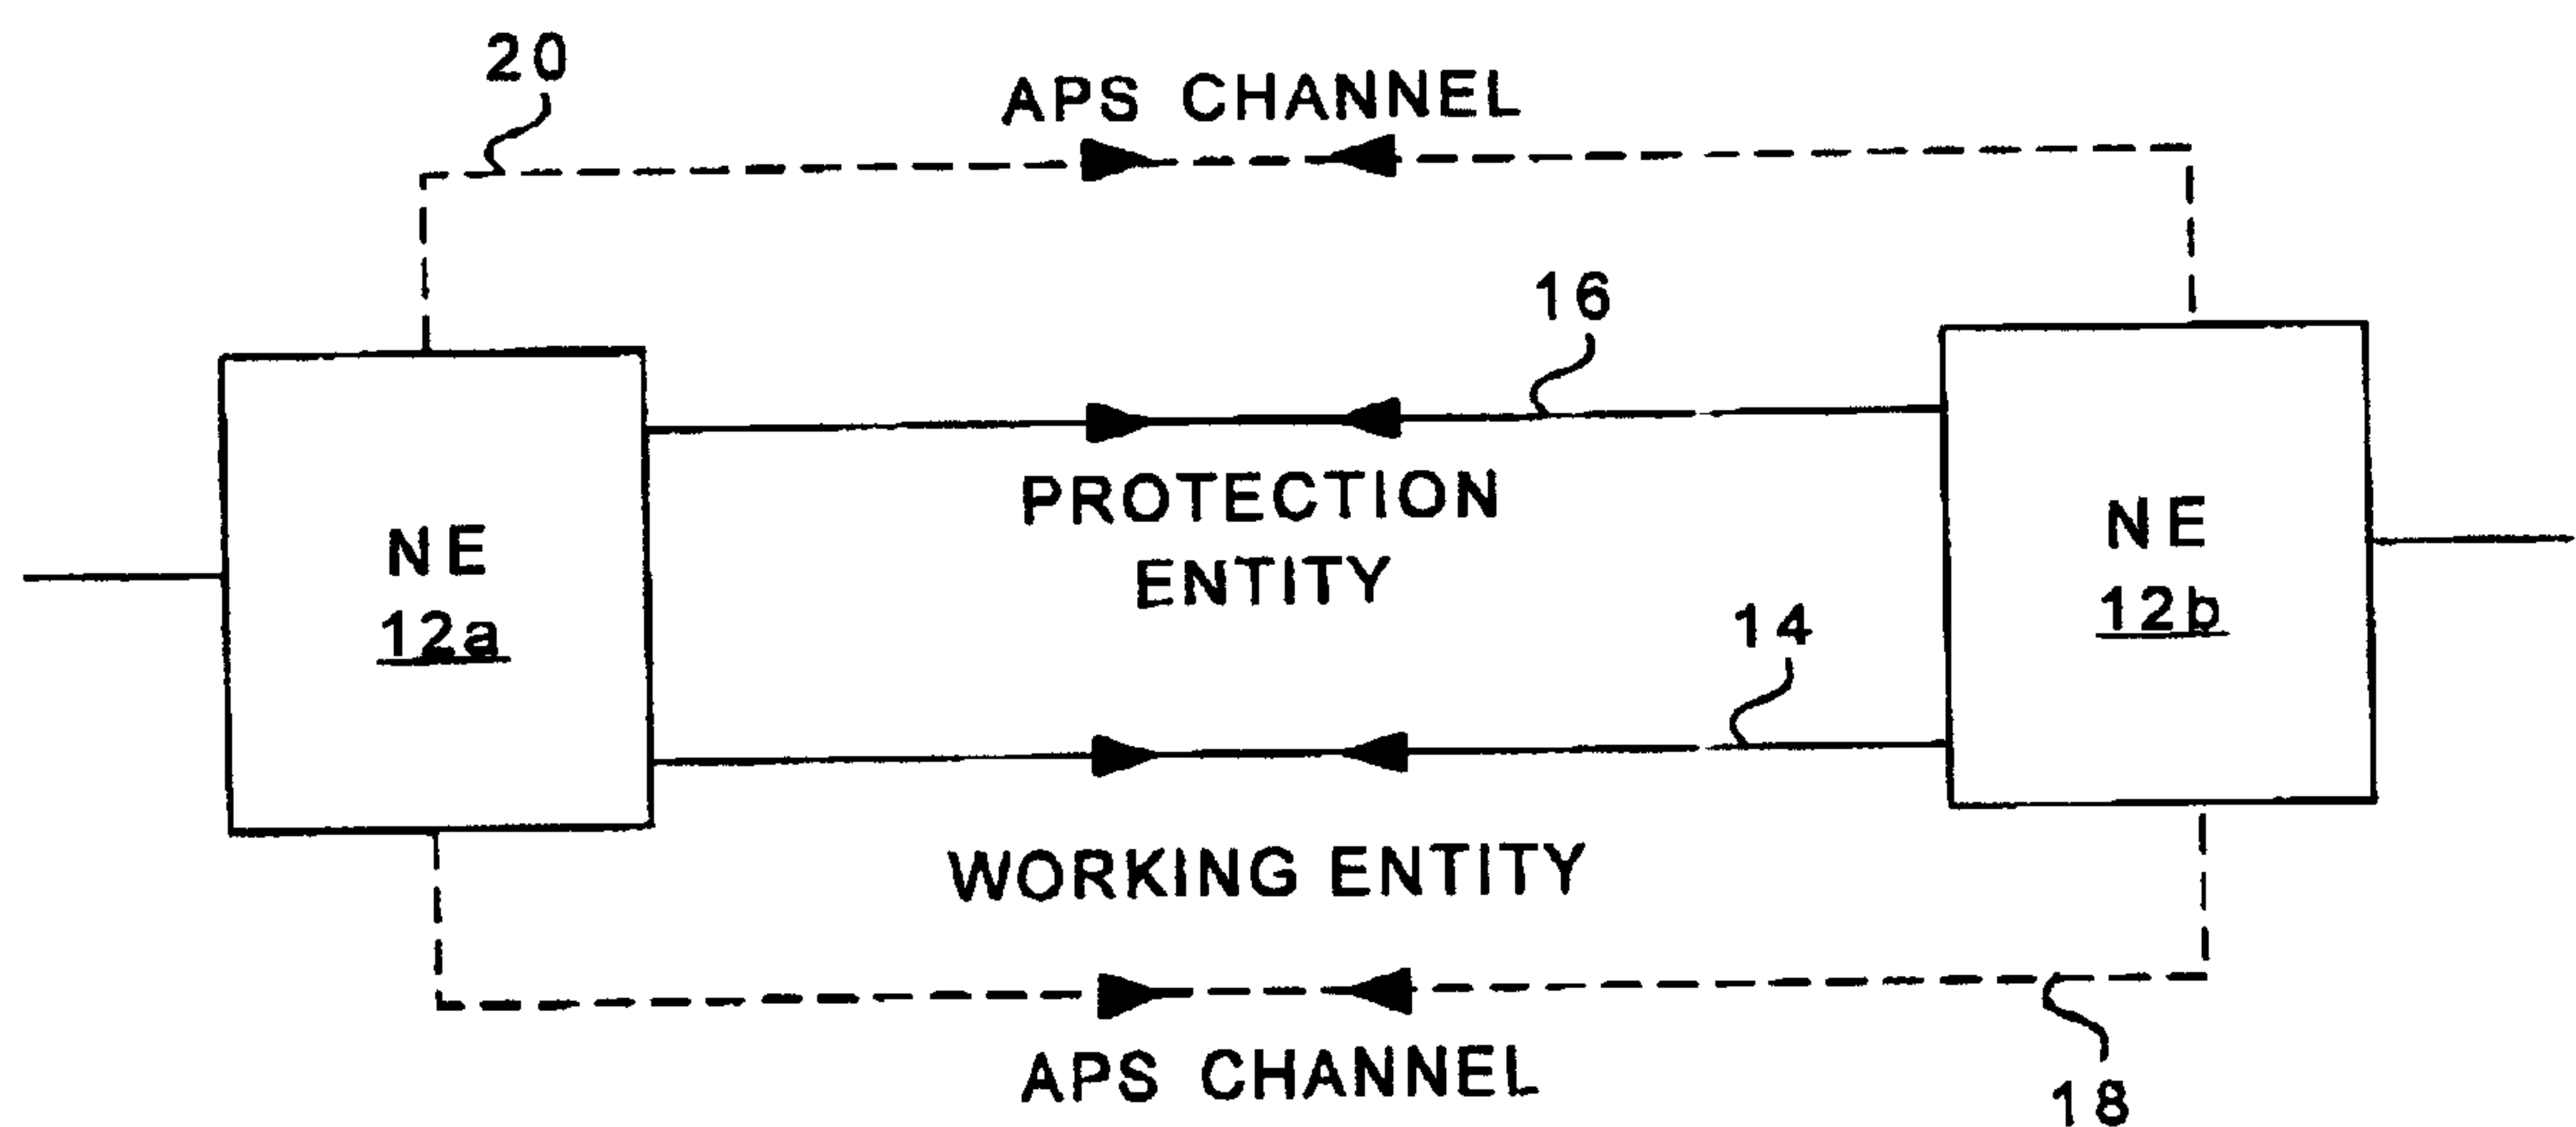 20
APS CHANNEL
16
PROTECTION
ENTITY
NE
12a
NE
12b
14
WORKING ENTITY
APS CHANNEL
18